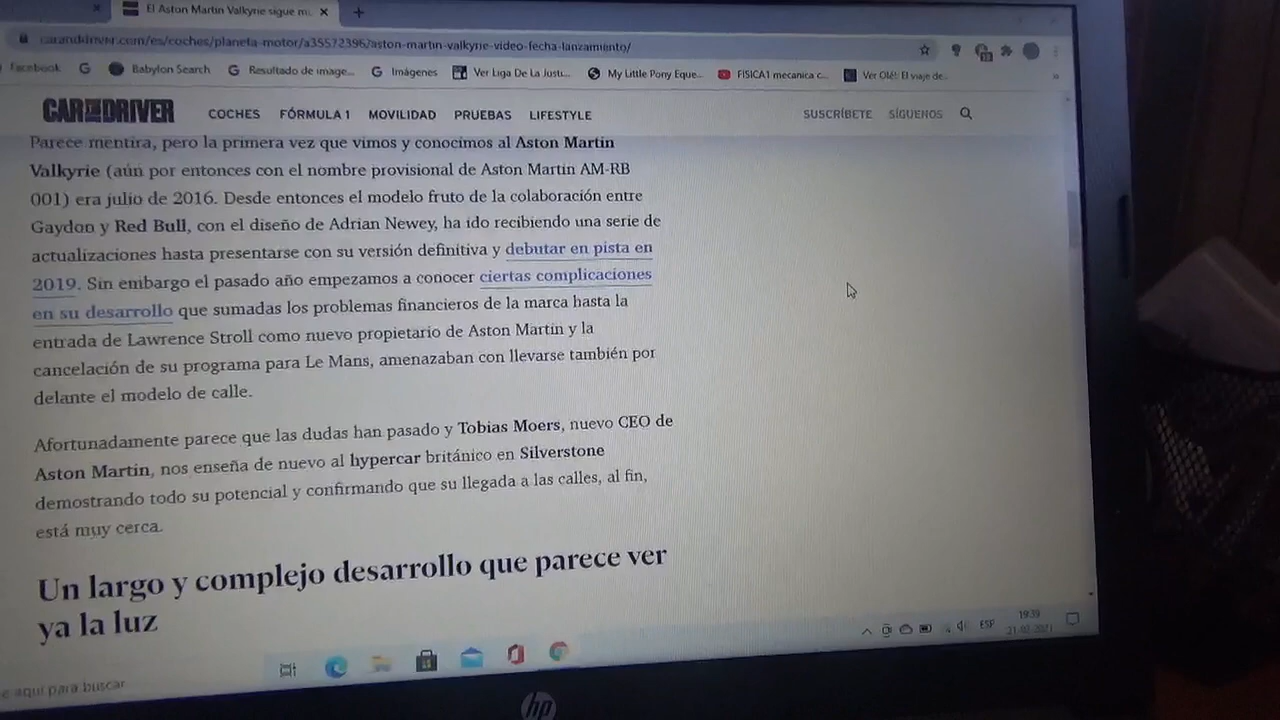 El Aston Martin Valkyrie sigue
caranddriver.com/es/coches/planeta-motor/a35572396/aston-martin-valkyrie-video-fecha-lanzamiento/
Facebook Babylon Search Resultado de image... Imágenes Ver Liga De La Justi... My Little Pony Eque... FISICA1 mecanica c... Ver Olé!: El viaje de...
CAR AND DRIVER COCHES FÓRMULA 1 MOVILIDAD PRUEBAS LIFESTYLE SUSCRÍBETE SÍGUENOS
Parece mentira, pero la primera vez que vimos y conocimos al Aston Martin
Valkyrie (aún por entonces con el nombre provisional de Aston Martin AM-RB
001) era julio de 2016. Desde entonces el modelo fruto de la colaboración entre
Gaydon y Red Bull, con el diseño de Adrian Newey, ha ido recibiendo una serie de
actualizaciones hasta presentarse con su versión definitiva y debutar en pista en
2019. Sin embargo el pasado año empezamos a conocer ciertas complicaciones
en su desarrollo que sumadas los problemas financieros de la marca hasta la
entrada de Lawrence Stroll como nuevo propietario de Aston Martin y la
cancelación de su programa para Le Mans, amenazaban con llevarse también por
delante el modelo de calle.
Afortunadamente parece que las dudas han pasado y Tobias Moers, nuevo CEO de
Aston Martin, nos enseña de nuevo al hypercar británico en Silverstone
demostrando todo su potencial y confirmando que su llegada a las calles, al fin,
está muy cerca.
Un largo y complejo desarrollo que parece ver
ya la luz
ESP 19:39
21-02-2021
e aquí para buscar
hp